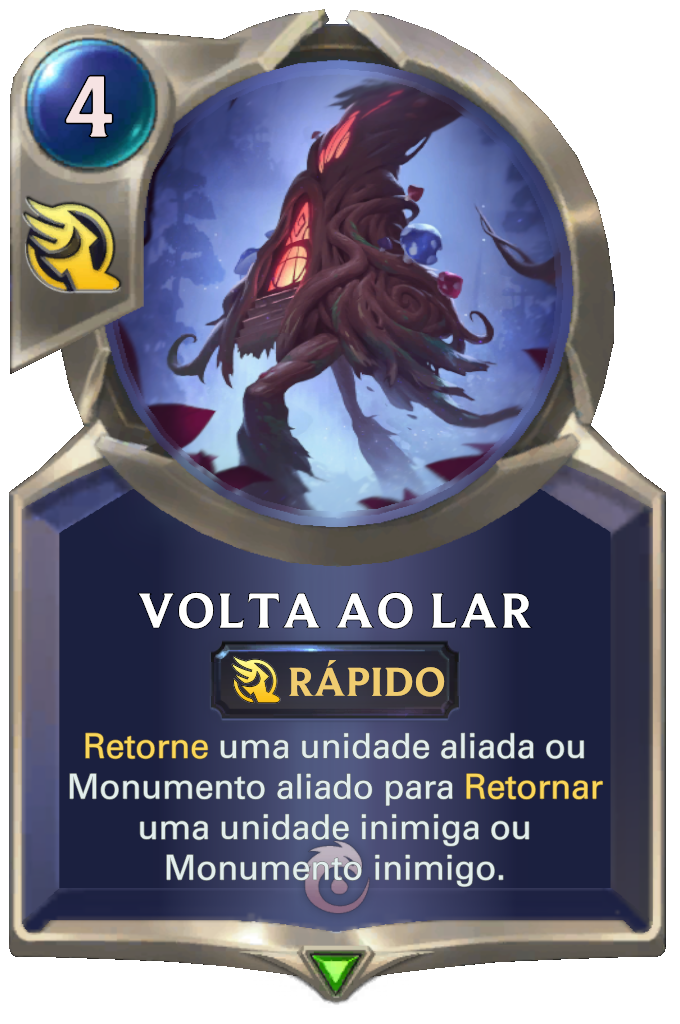 4
VOLTA AO LAR
RÁPIDO
Retorne uma unidade aliada ou
Monumento aliado para Retornar
uma unidade inimiga ou
Monumento inimigo.